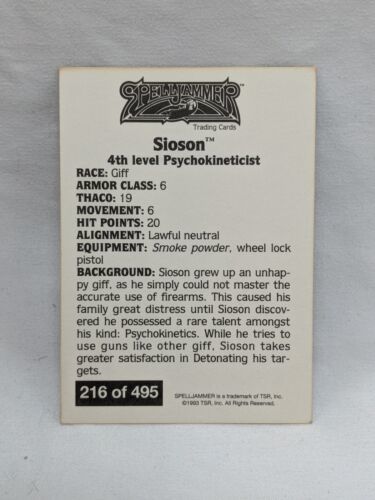 SPELLJAMMER™
Trading Cards
Sioson™
4th level Psychokineticist
RACE: Giff
ARMOR CLASS: 6
THACO: 19
MOVEMENT: 6
HIT POINTS: 20
ALIGNMENT: Lawful neutral
EQUIPMENT: Smoke powder, wheel lock
pistol
BACKGROUND: Sioson grew up an unhap-
py giff, as he simply could not master the
accurate use of firearms. This caused his
family great distress until Sioson discov-
ered he possessed a rare talent amongst
his kind: Psychokinetics. While he tries to
use guns like other giff, Sioson takes
greater satisfaction in Detonating his tar-
gets.
216 of 495
SPELLJAMMER is a trademark of TSR, Inc.
©1993 TSR, Inc. All Rights Reserved.